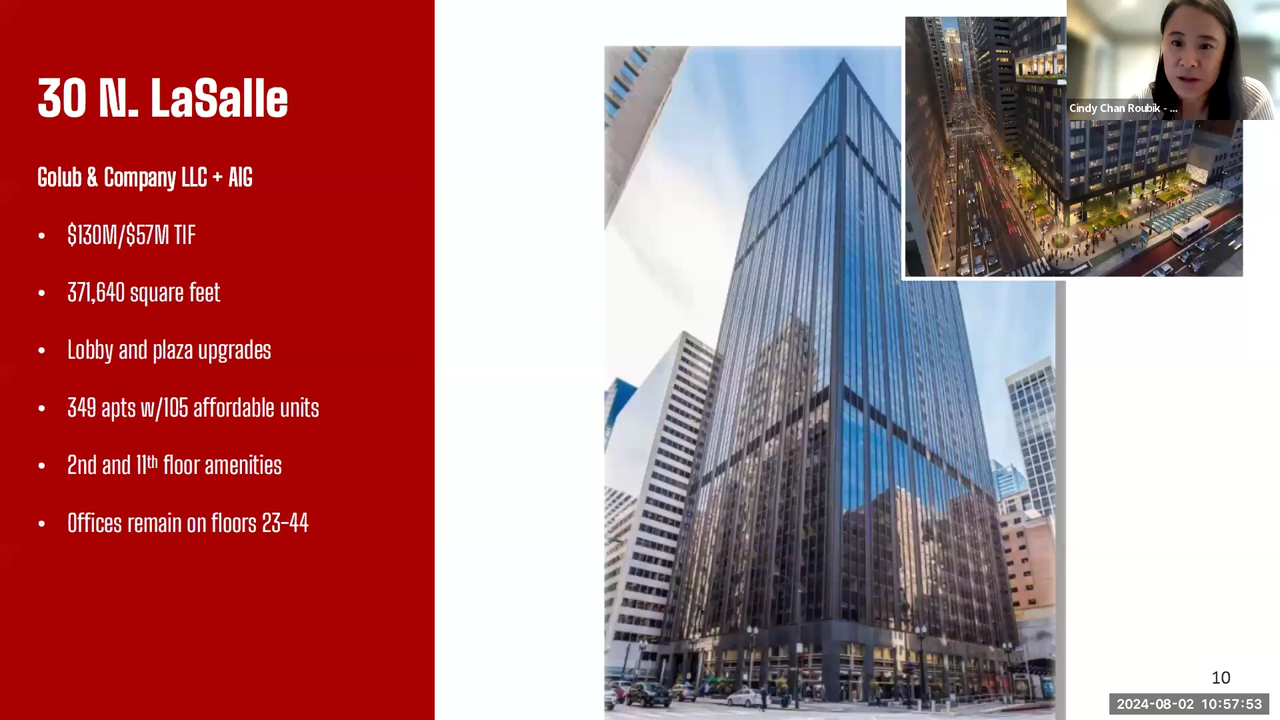 30 N. LaSalle
Golub & Company LLC + AIG
• $130M/$57M TIF
• 371,640 square feet
• Lobby and plaza upgrades
• 349 apts w/105 affordable units
• 2nd and 11th floor amenities
• Offices remain on floors 23-44
Cindy Chan Roubik - ...
10
2024-08-02 10:57:53